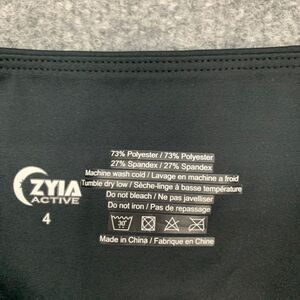 ZYIA
ACTIVE
4
73% Polyester / 73% Polyester
27% Spandex / 27% Spandex
Machine wash cold / Lavage en machine a froid
Tumble dry low / Sèche-linge à basse température
Do not bleach / Ne pas javelliser
Do not iron / Pas de repassage
30°
Made in China / Fabrique en Chine